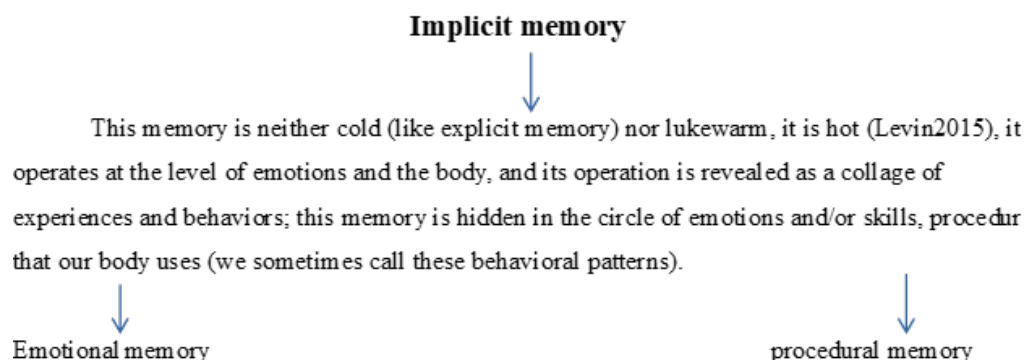 Implicit memory
This memory is neither cold (like explicit memory) nor lukewarm, it is hot (Levin2015), it
operates at the level of emotions and the body, and its operation is revealed as a collage of
experiences and behaviors; this memory is hidden in the circle of emotions and/or skills, procedur
that our body uses (we sometimes call these behavioral patterns).
Emotional memory procedural memory